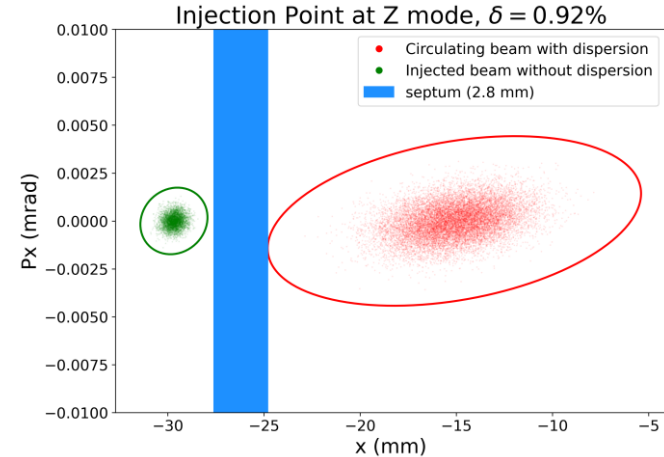 Injection Point at Z mode, δ = 0.92%
Circulating beam with dispersion
Injected beam without dispersion
septum (2.8 mm)
Px (mrad)
0.0100
0.0075
0.0050
0.0025
0.0000
−0.0025
−0.0050
−0.0075
−0.0100
−30
−25
−20
−15
−10
−5
x (mm)